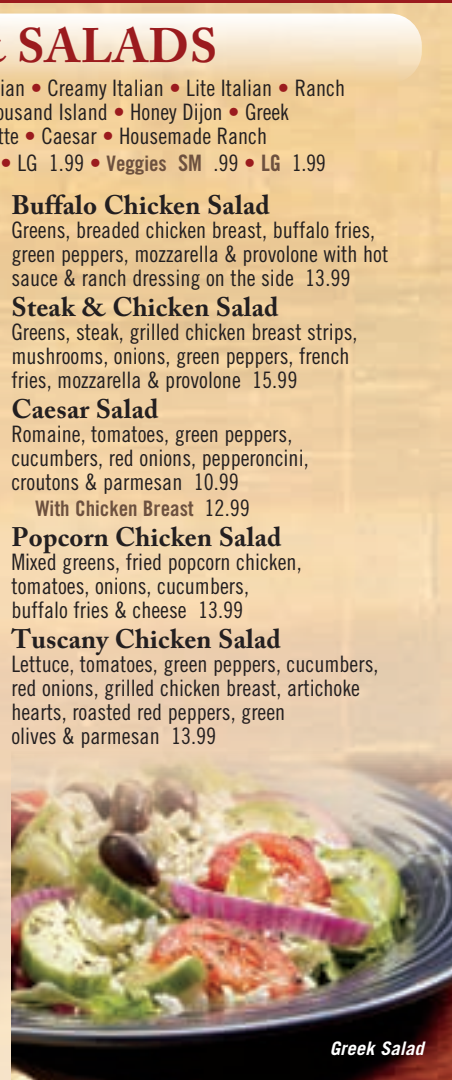 SALADS
ian • Creamy Italian • Lite Italian • Ranch
ousand Island • Honey Dijon • Greek
tte • Caesar • Housemade Ranch
• LG 1.99 • Veggies SM .99 • LG 1.99
Buffalo Chicken Salad
Greens, breaded chicken breast, buffalo fries,
green peppers, mozzarella & provolone with hot
sauce & ranch dressing on the side 13.99
Steak & Chicken Salad
Greens, steak, grilled chicken breast strips,
mushrooms, onions, green peppers, french
fries, mozzarella & provolone 15.99
Caesar Salad
Romaine, tomatoes, green peppers,
cucumbers, red onions, pepperoncini,
croutons & parmesan 10.99
With Chicken Breast 12.99
Popcorn Chicken Salad
Mixed greens, fried popcorn chicken,
tomatoes, onions, cucumbers,
buffalo fries & cheese 13.99
Tuscany Chicken Salad
Lettuce, tomatoes, green peppers, cucumbers,
red onions, grilled chicken breast, artichoke
hearts, roasted red peppers, green
olives & parmesan 13.99
Greek Salad